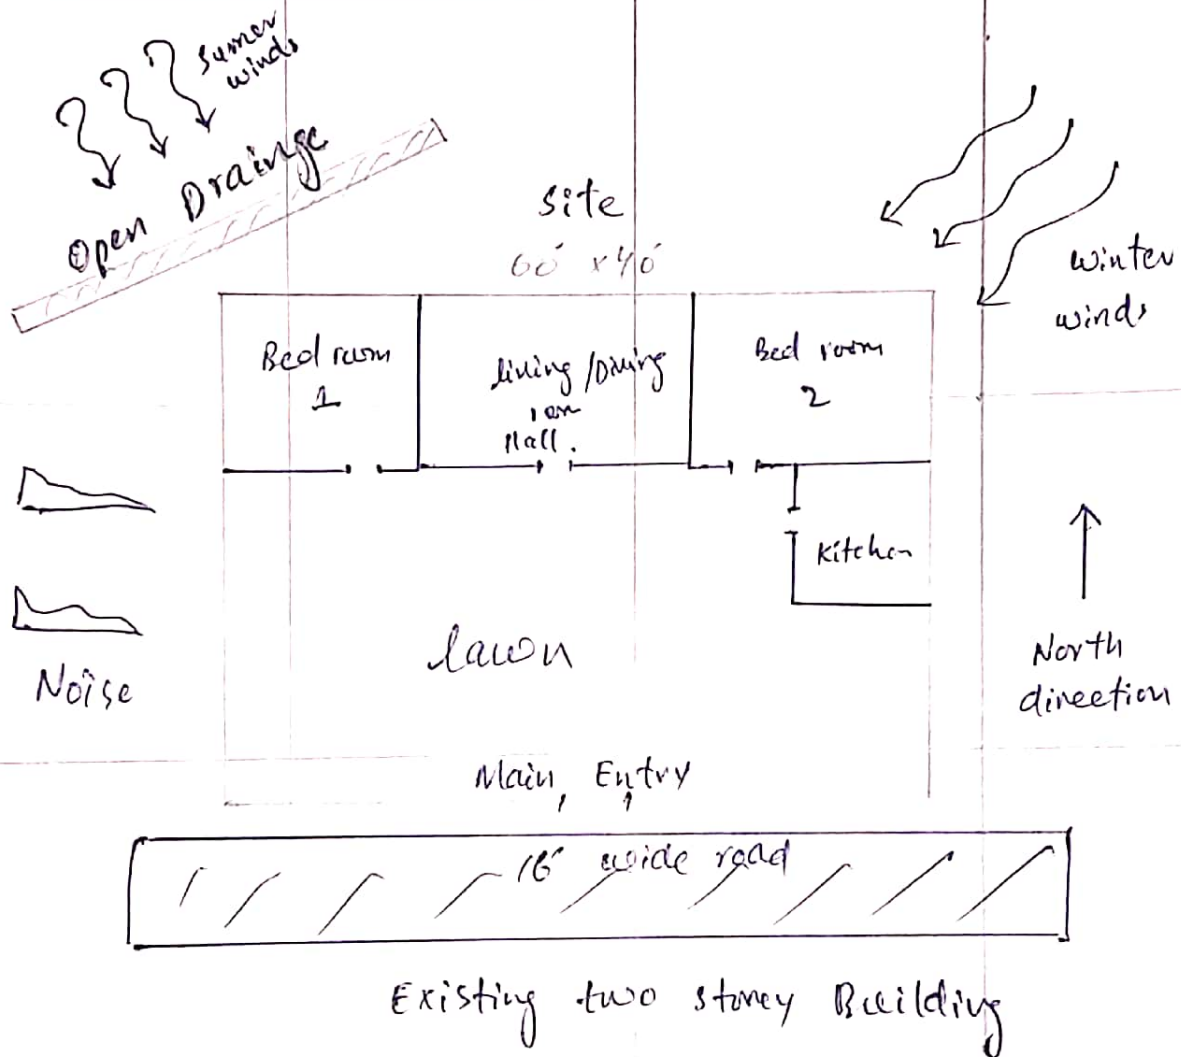 Sumer
winds
Open Drainge
Site
60' x 40'
winter
winds
Bed room
1
living / Dining
Hall.
Bed room
2
Kitchen
lawn
Noise
North
direction
Main Entry
16' wide road
Existing two storey Building